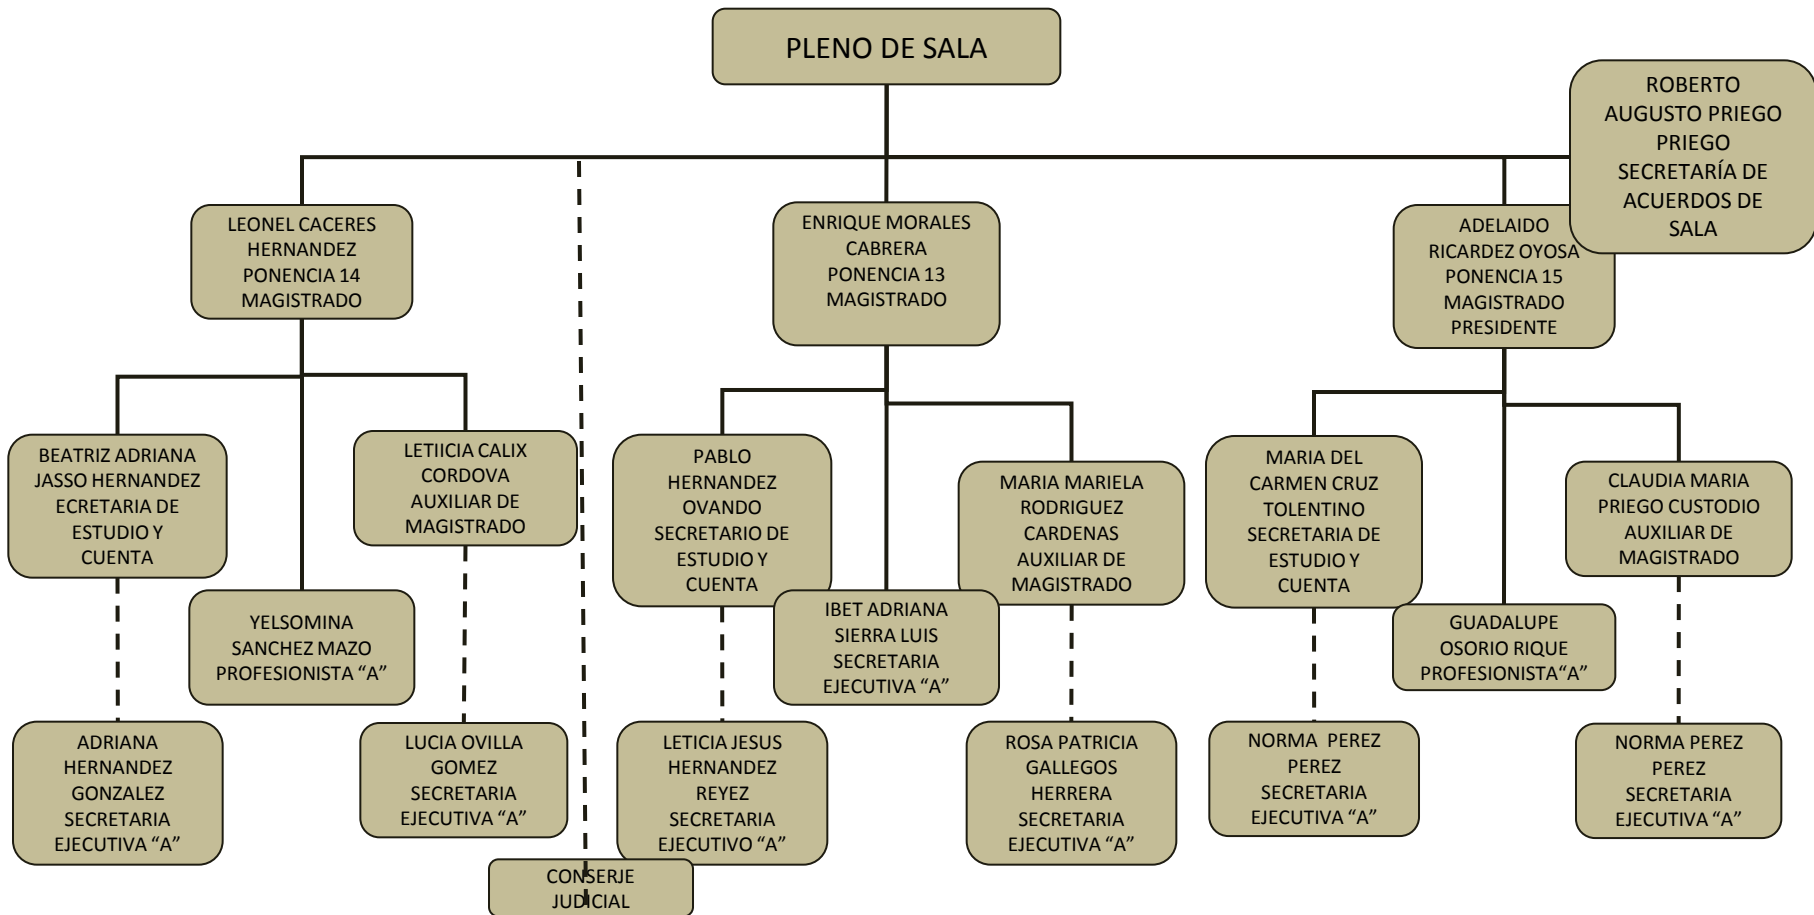 PLENO DE SALA
ROBERTO
AUGUSTO PRIEGO
PRIEGO
SECRETARÍA DE
ACUERDOS DE
SALA
LEONEL CACERES
HERNANDEZ
PONENCIA 14
MAGISTRADO
ENRIQUE MORALES
CABRERA
PONENCIA 13
MAGISTRADO
ADELAIDO
RICARDEZ OYOSA
PONENCIA 15
MAGISTRADO
PRESIDENTE
BEATRIZ ADRIANA
JASSO HERNANDEZ
ECRETARIA DE
ESTUDIO Y
CUENTA
LETIICIA CALIX
CORDOVA
AUXILIAR DE
MAGISTRADO
PABLO
HERNANDEZ
OVANDO
SECRETARIO DE
ESTUDIO Y
CUENTA
MARIA MARIELA
RODRIGUEZ
CARDENAS
AUXILIAR DE
MAGISTRADO
MARIA DEL
CARMEN CRUZ
TOLENTINO
SECRETARIA DE
ESTUDIO Y
CUENTA
CLAUDIA MARIA
PRIEGO CUSTODIO
AUXILIAR DE
MAGISTRADO
YELSOMINA
SANCHEZ MAZO
PROFESIONISTA “A”
IBET ADRIANA
SIERRA LUIS
SECRETARIA
EJECUTIVA “A”
GUADALUPE
OSORIO RIQUE
PROFESIONISTA“A”
ADRIANA
HERNANDEZ
GONZALEZ
SECRETARIA
EJECUTIVA “A”
LUCIA OVILLA
GOMEZ
SECRETARIA
EJECUTIVA “A”
LETICIA JESUS
HERNANDEZ
REYEZ
SECRETARIA
EJECUTIVO “A”
ROSA PATRICIA
GALLEGOS
HERRERA
SECRETARIA
EJECUTIVA “A”
NORMA PEREZ
PEREZ
SECRETARIA
EJECUTIVA “A”
NORMA PEREZ
PEREZ
SECRETARIA
EJECUTIVA “A”
CONSERJE
JUDICIAL